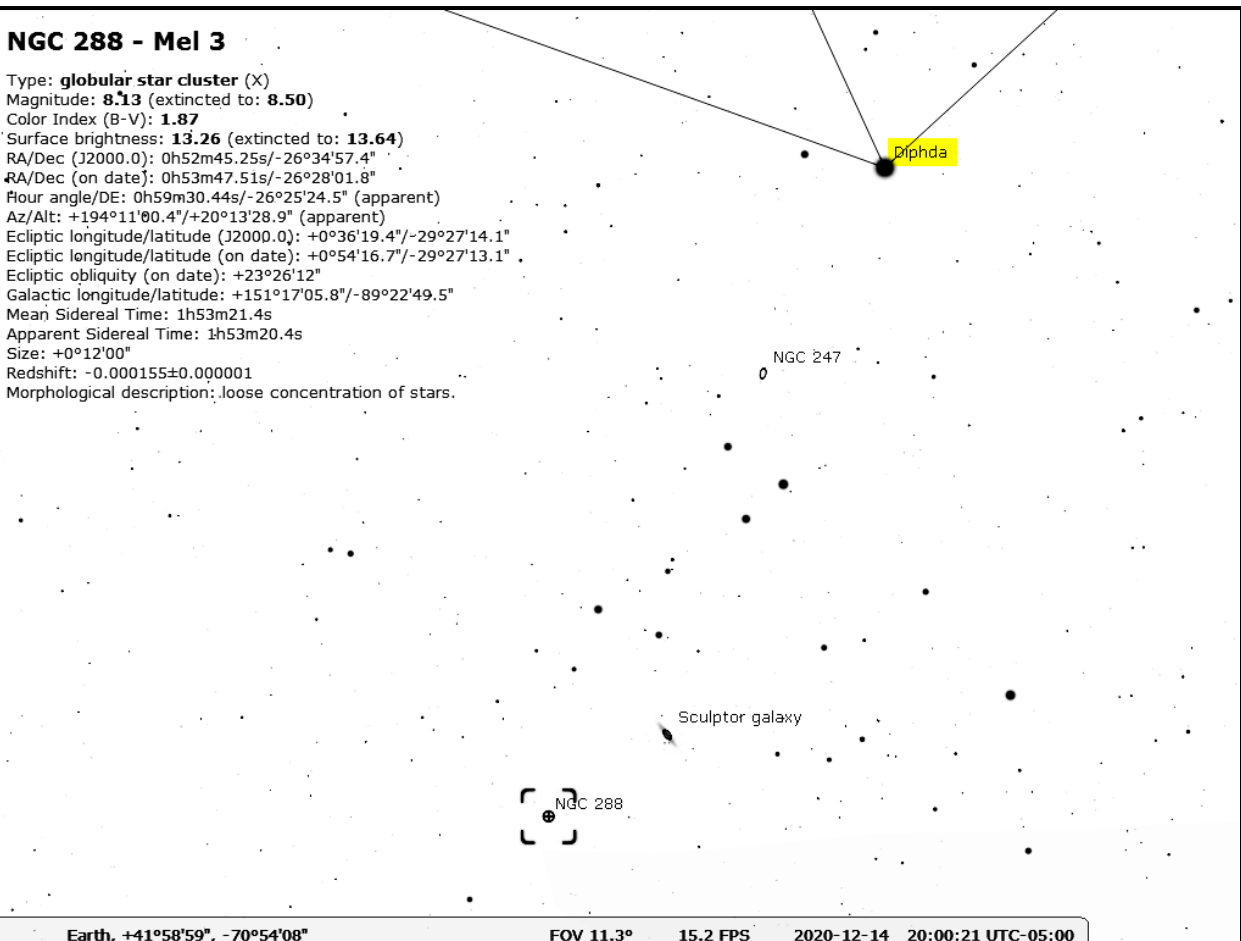 NGC 288 - Mel 3
Type: globular star cluster (X)
Magnitude: 8.13 (extincted to: 8.50)
Color Index (B-V): 1.87
Surface brightness: 13.26 (extincted to: 13.64)
RA/Dec (J2000.0): 0h52m45.25s/-26°34'57.4"
RA/Dec (on date): 0h53m47.51s/-26°28'01.8"
Hour angle/DE: 0h59m30.44s/-26°25'24.5" (apparent)
Az/Alt: +194°11'00.4"/+20°13'28.9" (apparent)
Ecliptic longitude/latitude (J2000.0): +0°36'19.4"/-29°27'14.1"
Ecliptic longitude/latitude (on date): +0°54'16.7"/-29°27'13.1"
Ecliptic obliquity (on date): +23°26'12"
Galactic longitude/latitude: +151°17'05.8"/-89°22'49.5"
Mean Sidereal Time: 1h53m21.4s
Apparent Sidereal Time: 1h53m20.4s
Size: +0°12'00"
Redshift: -0.000155±0.000001
Morphological description: loose concentration of stars.
Diphda
NGC 247
Sculptor galaxy
NGC 288
Earth, +41°58'59", -70°54'08" FOV 11.3° 15.2 FPS 2020-12-14 20:00:21 UTC-05:00